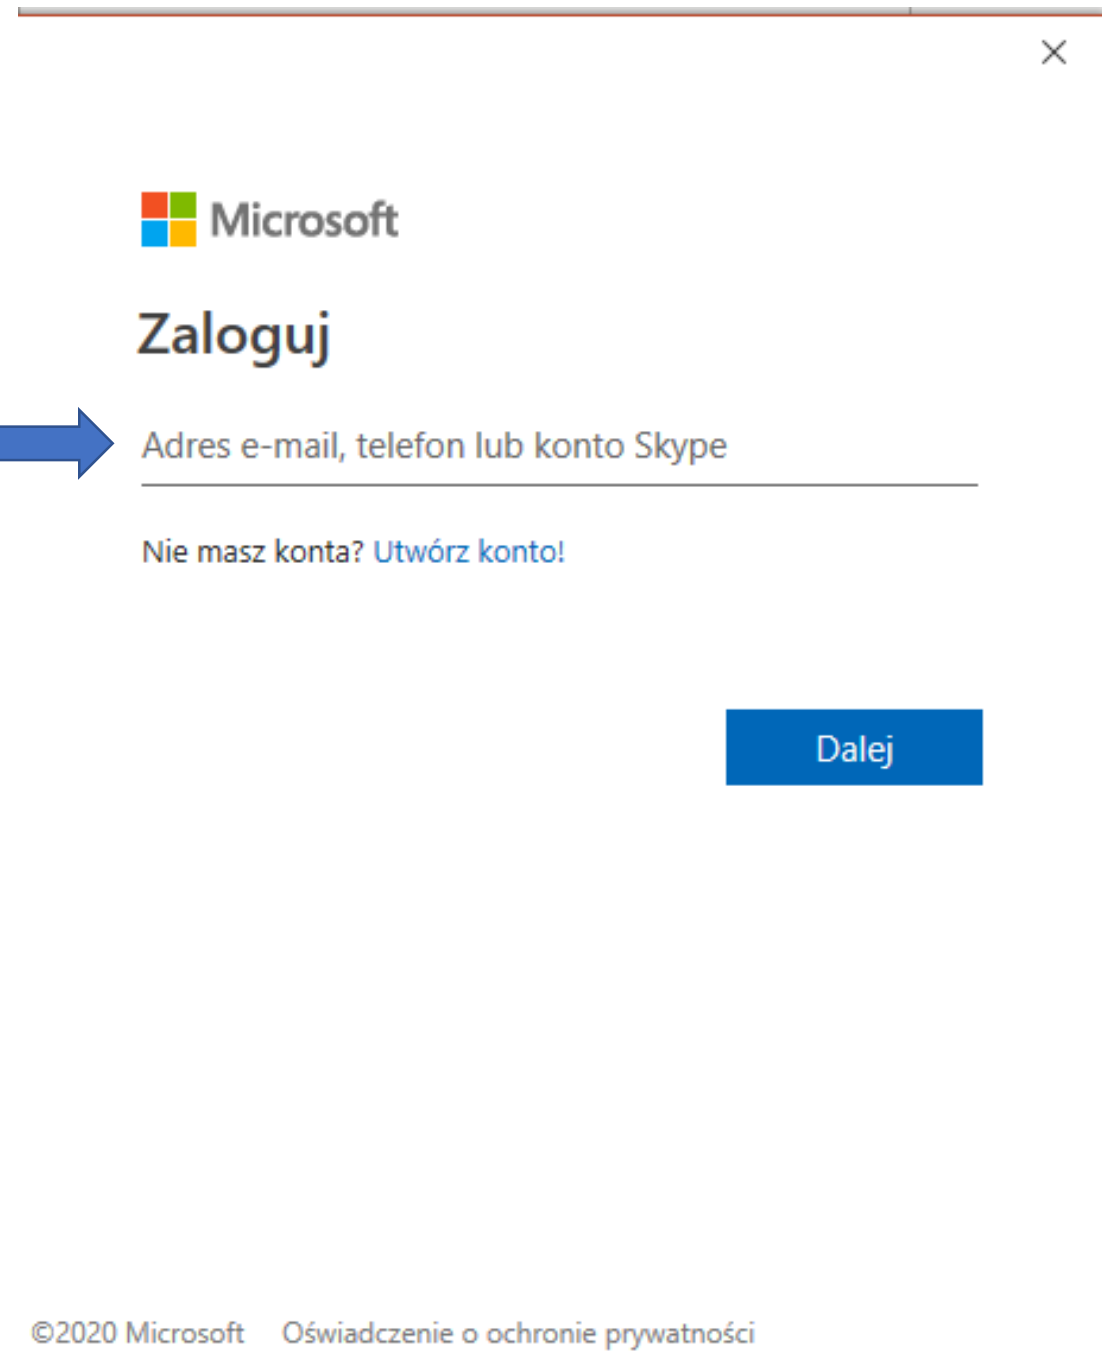 Microsoft
Zaloguj
Adres e-mail, telefon lub konto Skype
Nie masz konta? Utwórz konto!
Dalej
©2020 Microsoft Oświadczenie o ochronie prywatności